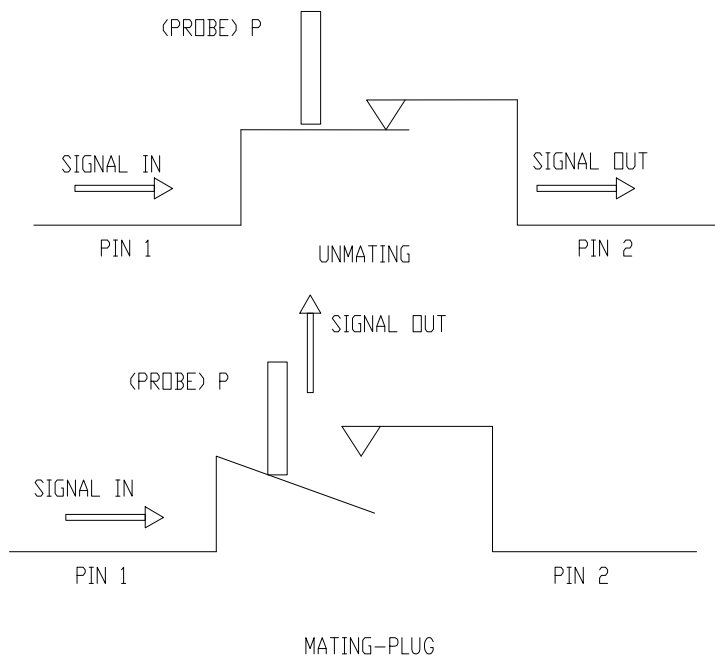 (PROBE) P
SIGNAL IN
SIGNAL OUT
PIN 1
PIN 2
UNMATING
SIGNAL OUT
(PROBE) P
SIGNAL IN
PIN 1
PIN 2
MATING-PLUG